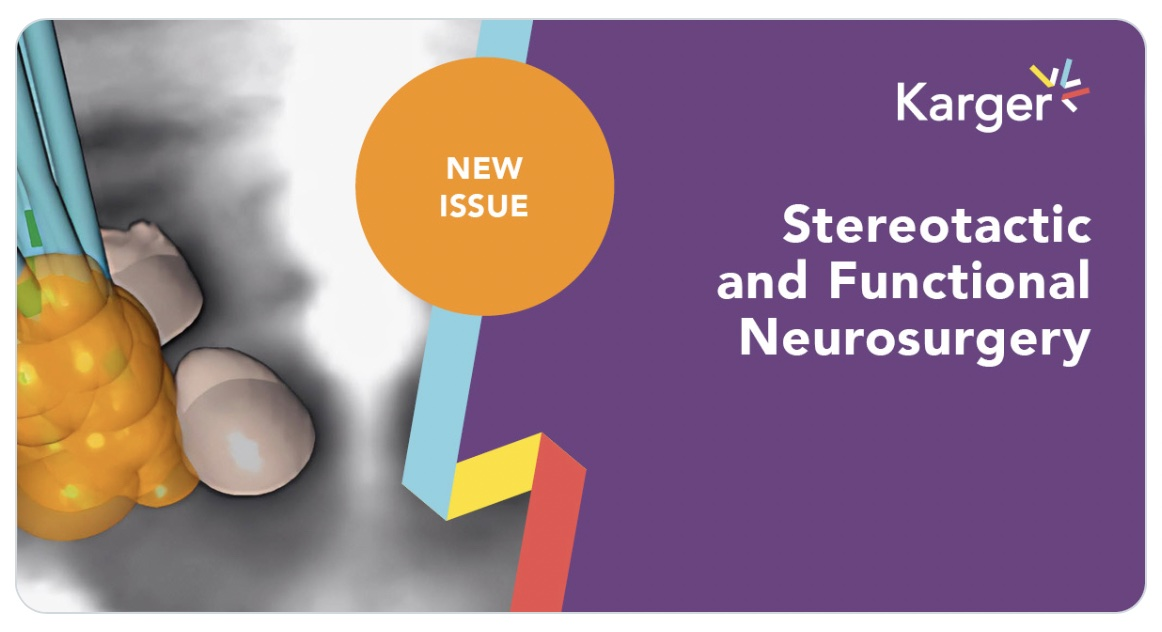 NEW
ISSUE
Karger
Stereotactic
and Functional
Neurosurgery